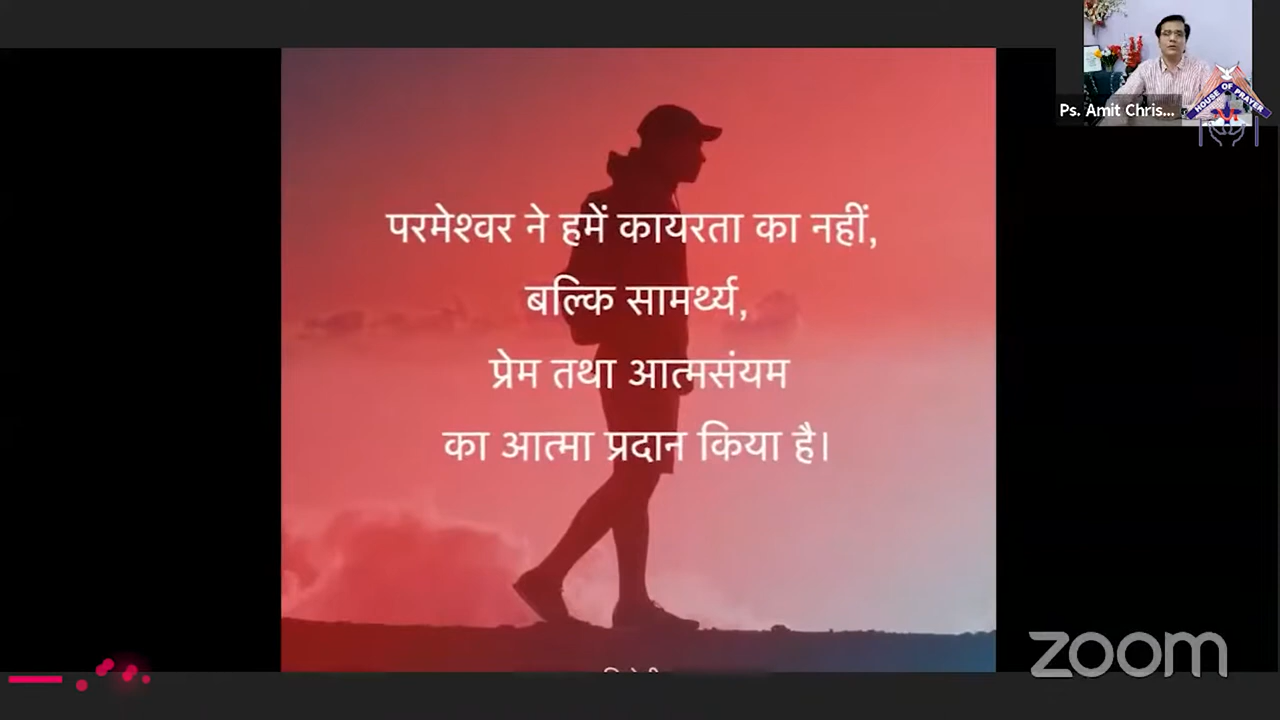 परमेश्वर ने हमें कायरता का नहीं,
बल्कि सामर्थ्य,
प्रेम तथा आत्मसंयम
का आत्मा प्रदान किया है।
Ps. Amit Chris...
HOUSE OF PRAYER
zoom